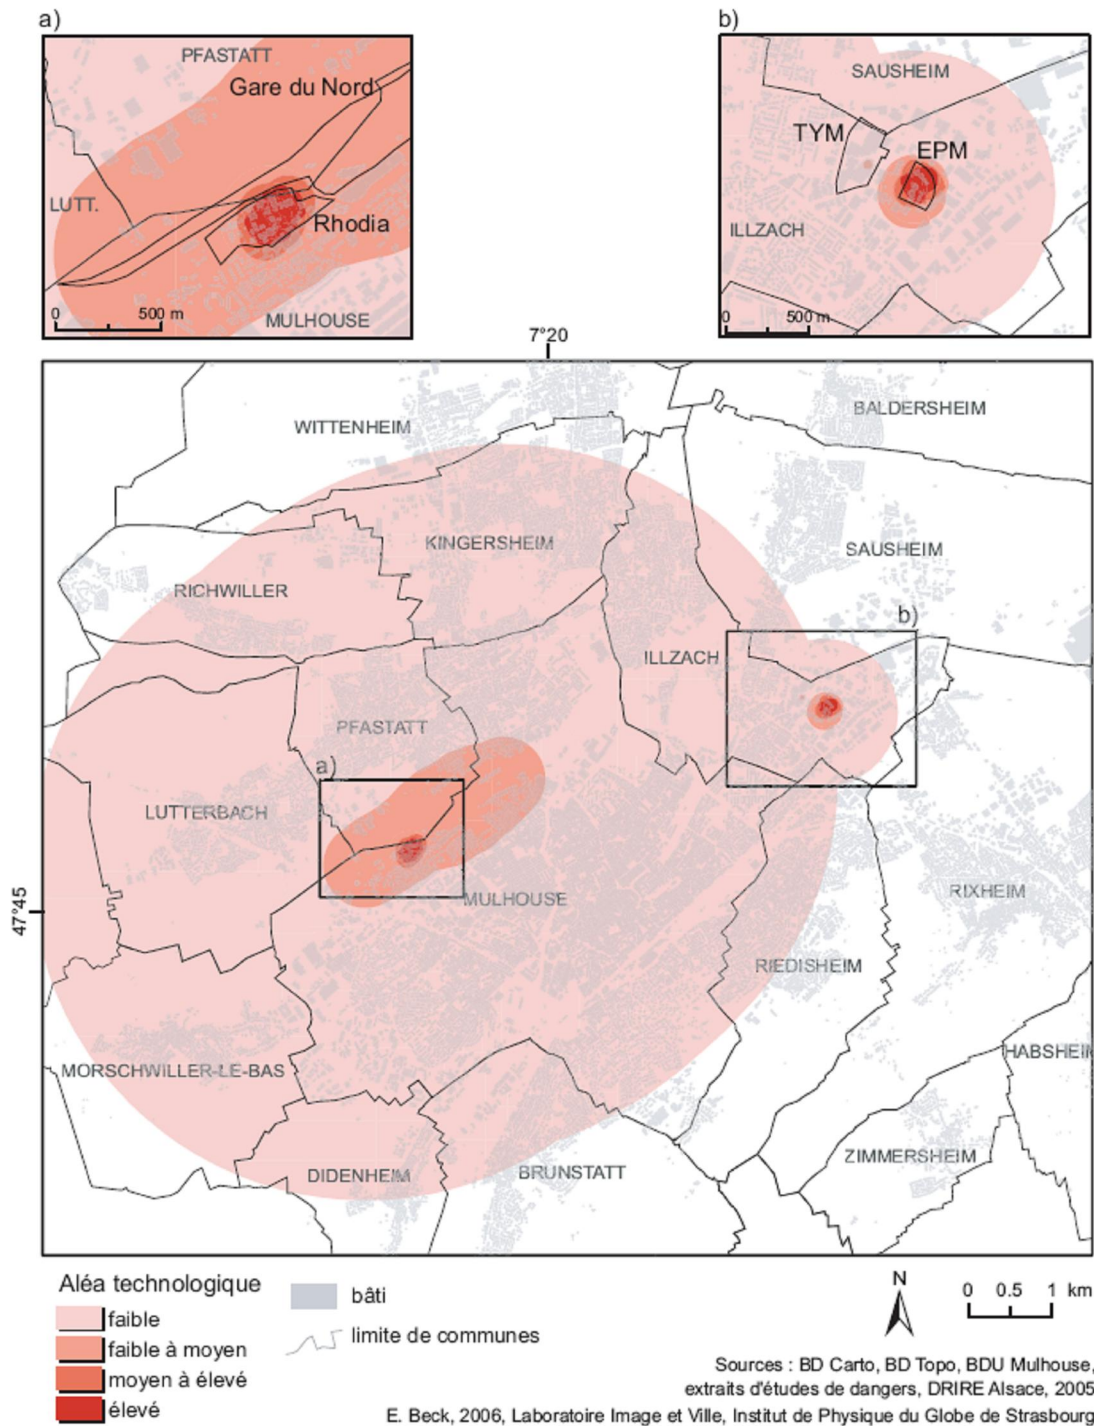 a)
PFASTATT
Gare du Nord
LUTT.
Rhodia
0 500 m
MULHOUSE
b)
SAUSHEIM
TYM
EPM
ILLZACH
0 500 m
7°20
WITTENHEIM
BALDERSHEIM
KINGERSHEIM
SAUSHEIM
RICHWILLER
b)
ILLZACH
PFASTATT
a)
LUTTERBACH
MULHOUSE
RIXHEIM
47°45
RIEDISHEIM
HABSHEIM
MORSCHWILLER-LE-BAS
ZIMMERSHEIM
DIDENHEIM
BRUNSTATT
Aléa technologique
faible
faible à moyen
moyen à élevé
élevé
bâti
limite de communes
N
0 0.5 1 km
Sources : BD Carto, BD Topo, BDU Mulhouse,
extraits d'études de dangers, DRIRE Alsace, 2005
E. Beck, 2006, Laboratoire Image et Ville, Institut de Physique du Globe de Strasbourg